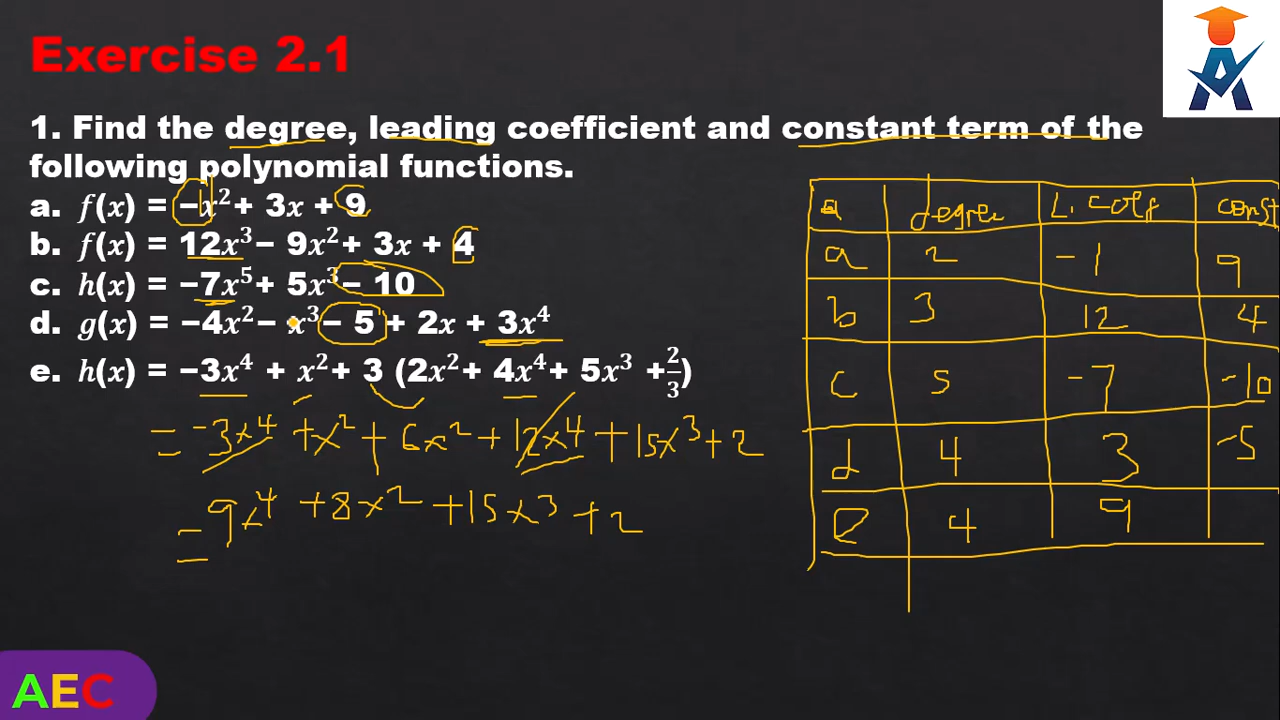 Exercise 2.1
1. Find the degree, leading coefficient and constant term of the
following polynomial functions.
a. f(x) = −1x² + 3x + 9
b. f(x) = 12x³ − 9x² + 3x + 4
c. h(x) = −7x⁵ + 5x³ − 10
d. g(x) = −4x² − x³ − 5 + 2x + 3x⁴
e. h(x) = −3x⁴ + x² + 3 (2x² + 4x⁴ + 5x³ + 2/3)
= -3x⁴ + x² + 6x² + 12x⁴ + 15x³ + 2
= 9x⁴ + 8x² + 15x³ + 2
degree L. coeff const
a 2 -1 9
b 3 12 4
c 5 -7 -10
d 4 3 -5
e 4 9
AEC